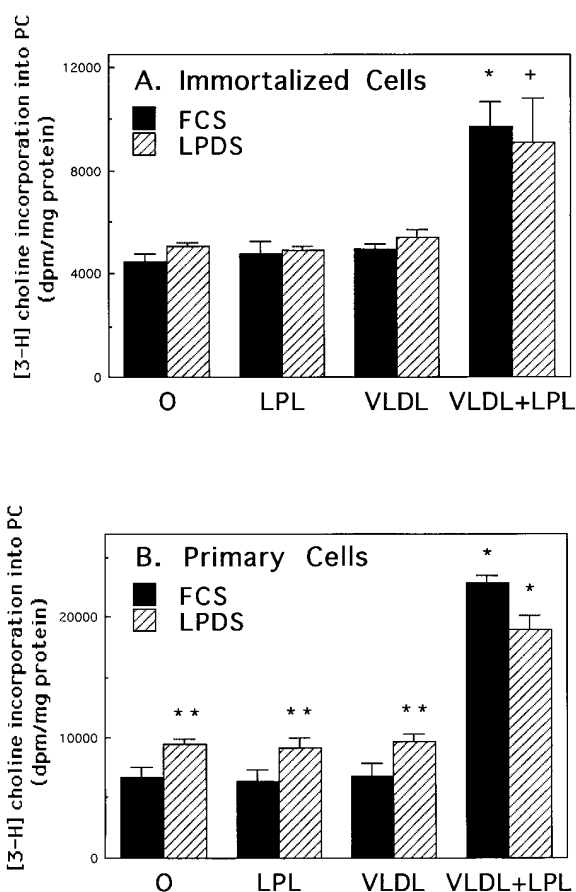 [3-H] choline incorporation into PC
(dpm/mg protein)
12000
8000
4000
0
A. Immortalized Cells
FCS
LPDS
* +
O LPL VLDL VLDL+LPL
[3-H] choline incorporation into PC
(dpm/mg protein)
20000
10000
0
B. Primary Cells
FCS
LPDS
*
*
* * * * * *
O LPL VLDL VLDL+LPL